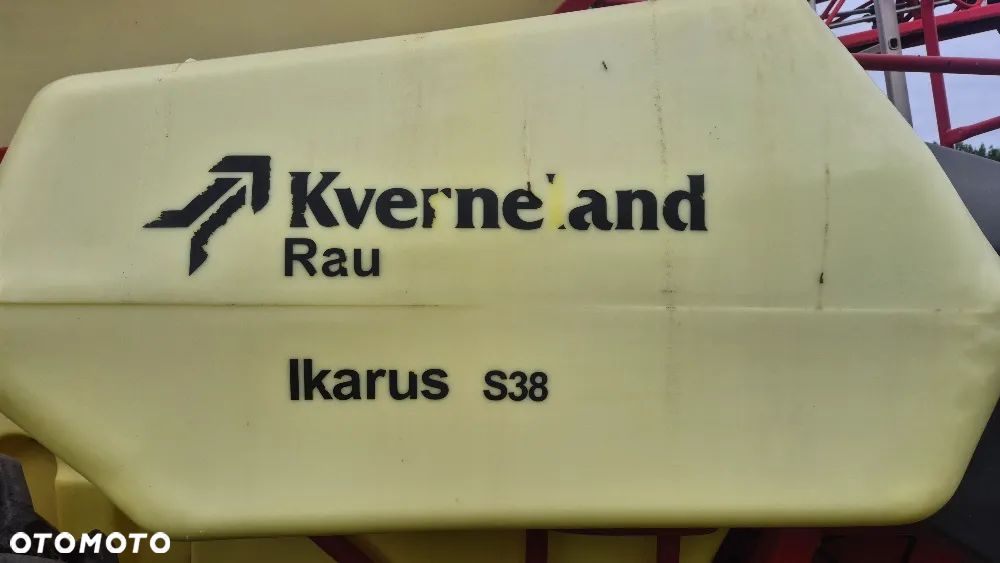 Kverneland
Rau
Ikarus S38
OTOMOTO